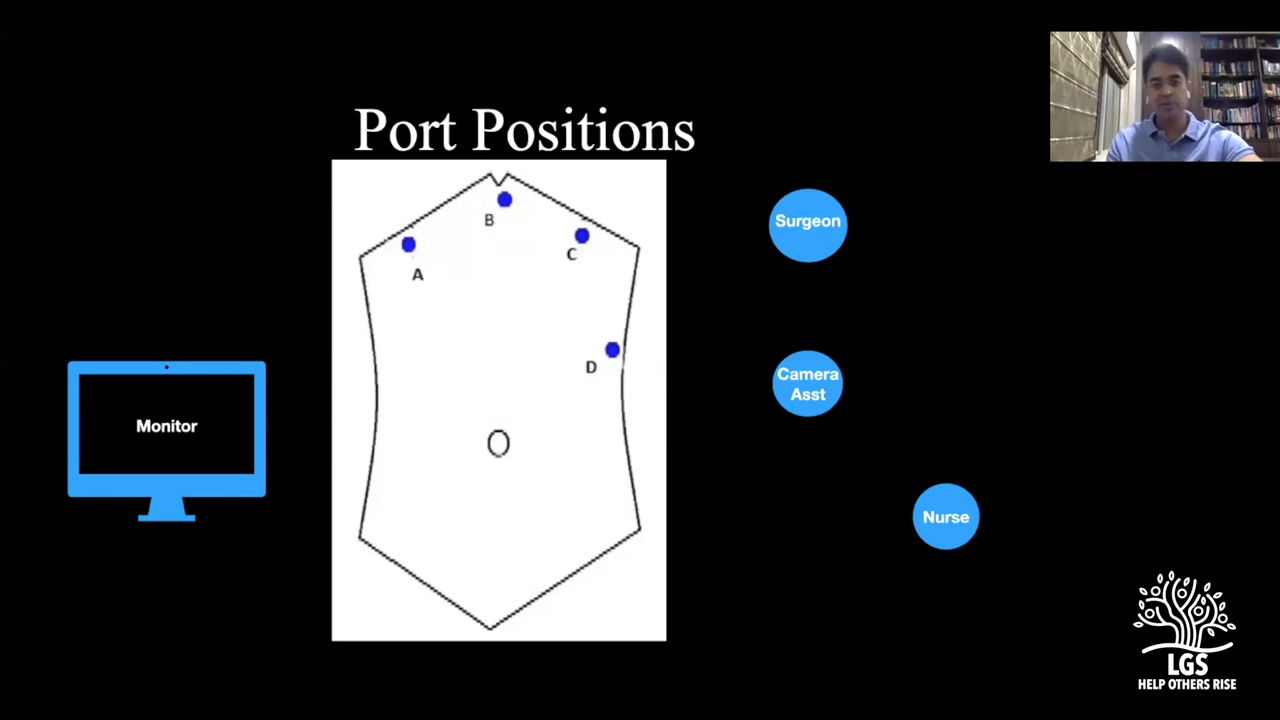 Port Positions
B
A
C
D
O
Surgeon
Camera
Asst
Monitor
Nurse
LGS
HELP OTHERS RISE